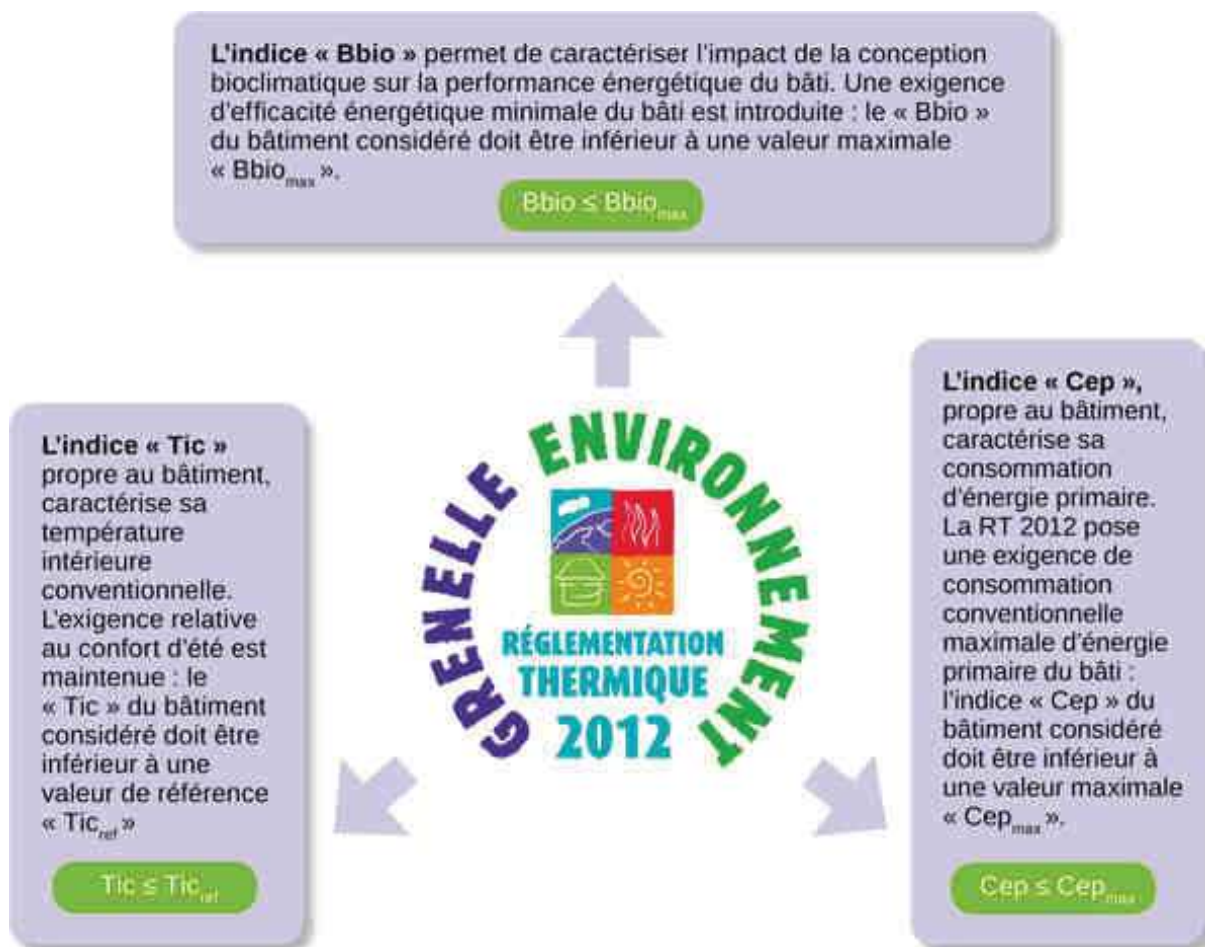 L'indice « Bbio » permet de caractériser l'impact de la conception
bioclimatique sur la performance énergétique du bâti. Une exigence
d'efficacité énergétique minimale du bâti est introduite : le « Bbio »
du bâtiment considéré doit être inférieur à une valeur maximale
« Bbiomax ».
Bbio ≤ Bbiomax
L'indice « Tic »
propre au bâtiment,
caractérise sa
température
intérieure
conventionnelle.
L'exigence relative
au confort d'été est
maintenue : le
« Tic » du bâtiment
considéré doit être
inférieur à une
valeur de référence
« Ticref »
Tic ≤ Ticref
GRENELLE ENVIRONNEMENT
RÉGLEMENTATION
THERMIQUE
2012
L'indice « Cep »,
propre au bâtiment,
caractérise sa
consommation
d'énergie primaire.
La RT 2012 pose
une exigence de
consommation
conventionnelle
maximale d'énergie
primaire du bâti :
l'indice « Cep » du
bâtiment considéré
doit être inférieur à
une valeur maximale
« Cepmax ».
Cep ≤ Cepmax